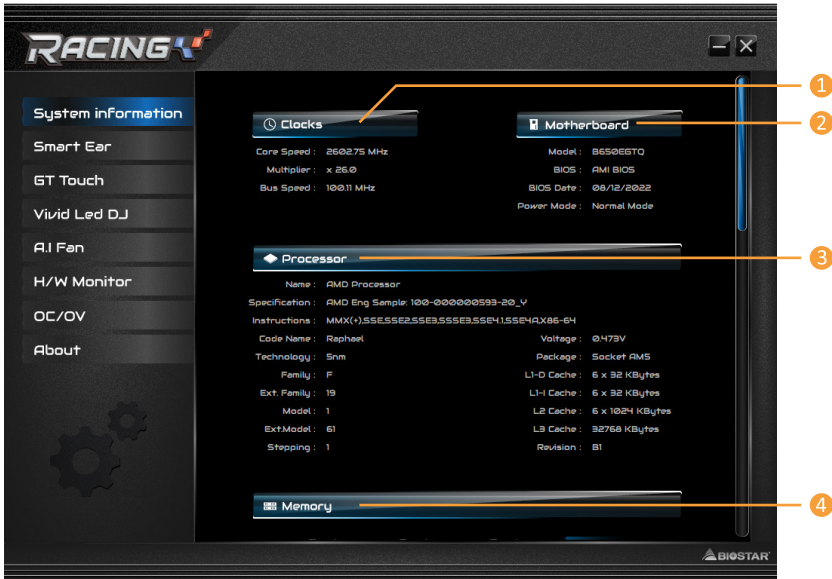 RACING
System information
Smart Ear
GT Touch
Vivid Led DJ
A.I Fan
H/W Monitor
OC/OV
About
Clocks
Core Speed : 2602.75 MHz
Multiplier : x 26.0
Bus Speed : 100.11 MHz
1
Motherboard
Model : B650EGTQ
BIOS : AMI BIOS
BIOS Date : 08/12/2022
Power Mode : Normal Mode
2
Processor
3
Name : AMD Processor
Specification : AMD Eng Sample: 100-000000593-20_Y
Instructions : MMX(+),SSE,SSE2,SSE3,SSSE3,SSE4.1,SSE4A,X86-64
Code Name : Raphael
Technology : 5nm
Family : F
Ext. Family : 19
Model : 1
Ext.Model : 61
Stepping : 1
Voltage : 0.473V
Package : Socket AM5
L1-D Cache : 6 x 32 KBytes
L1-I Cache : 6 x 32 KBytes
L2 Cache : 6 x 1024 KBytes
L3 Cache : 32768 KBytes
Revision : B1
Memory
4
BIOSTAR